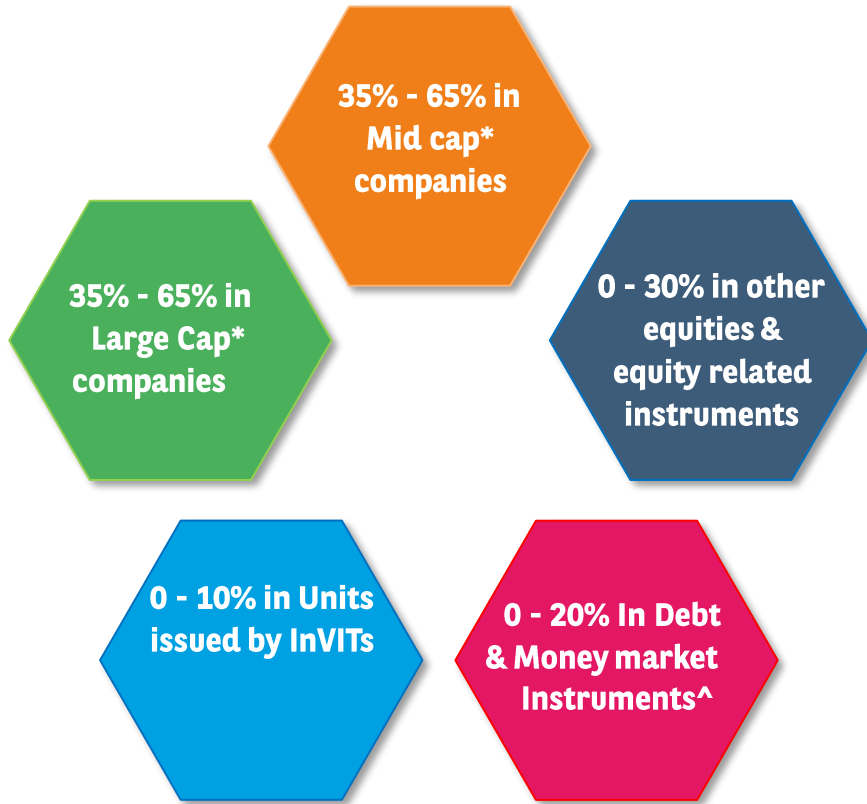 35% - 65% in
Mid cap*
companies
35% - 65% in
Large Cap*
companies
0 - 30% in other
equities &
equity related
instruments
0 - 10% in Units
issued by InVITs
0 - 20% In Debt
& Money market
Instruments^